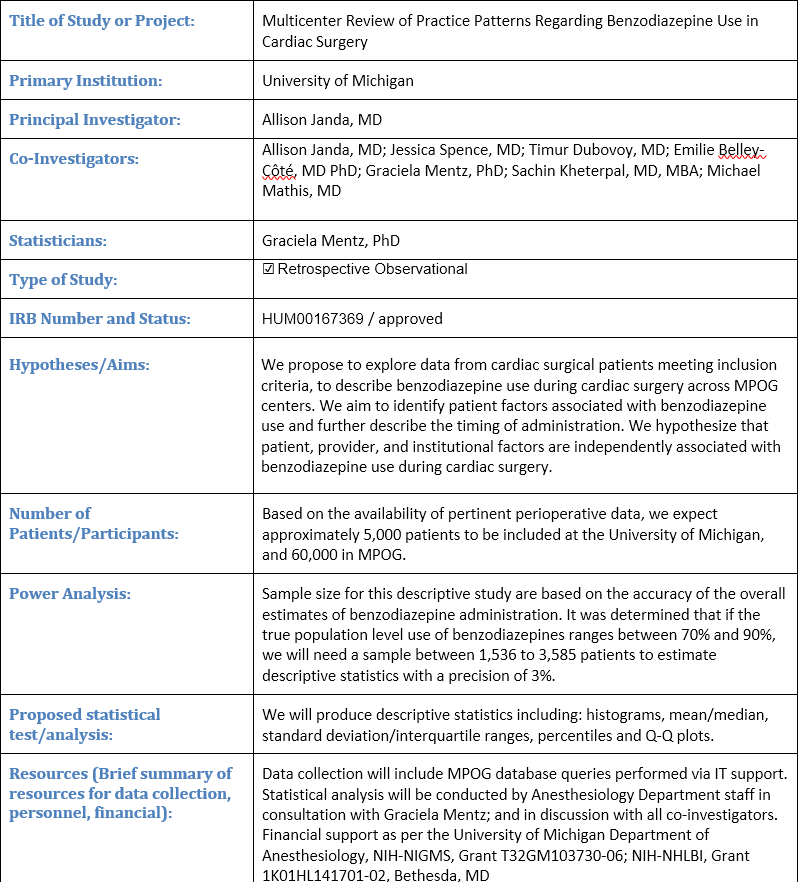 Title of Study or Project:
Multicenter Review of Practice Patterns Regarding Benzodiazepine Use in
Cardiac Surgery
Primary Institution:
University of Michigan
Principal Investigator:
Allison Janda, MD
Co-Investigators:
Allison Janda, MD; Jessica Spence, MD; Timur Dubovoy, MD; Emilie Belley-
Côté, MD PhD; Graciela Mentz, PhD; Sachin Kheterpal, MD, MBA; Michael
Mathis, MD
Statisticians:
Graciela Mentz, PhD
Type of Study:
☑ Retrospective Observational
IRB Number and Status:
HUM00167369 / approved
Hypotheses/Aims:
We propose to explore data from cardiac surgical patients meeting inclusion
criteria, to describe benzodiazepine use during cardiac surgery across MPOG
centers. We aim to identify patient factors associated with benzodiazepine
use and further describe the timing of administration. We hypothesize that
patient, provider, and institutional factors are independently associated with
benzodiazepine use during cardiac surgery.
Number of
Patients/Participants:
Based on the availability of pertinent perioperative data, we expect
approximately 5,000 patients to be included at the University of Michigan,
and 60,000 in MPOG.
Power Analysis:
Sample size for this descriptive study are based on the accuracy of the overall
estimates of benzodiazepine administration. It was determined that if the
true population level use of benzodiazepines ranges between 70% and 90%,
we will need a sample between 1,536 to 3,585 patients to estimate
descriptive statistics with a precision of 3%.
Proposed statistical
test/analysis:
We will produce descriptive statistics including: histograms, mean/median,
standard deviation/interquartile ranges, percentiles and Q-Q plots.
Resources (Brief summary of
resources for data collection,
personnel, financial):
Data collection will include MPOG database queries performed via IT support.
Statistical analysis will be conducted by Anesthesiology Department staff in
consultation with Graciela Mentz; and in discussion with all co-investigators.
Financial support as per the University of Michigan Department of
Anesthesiology, NIH-NIGMS, Grant T32GM103730-06; NIH-NHLBI, Grant
1K01HL141701-02, Bethesda, MD